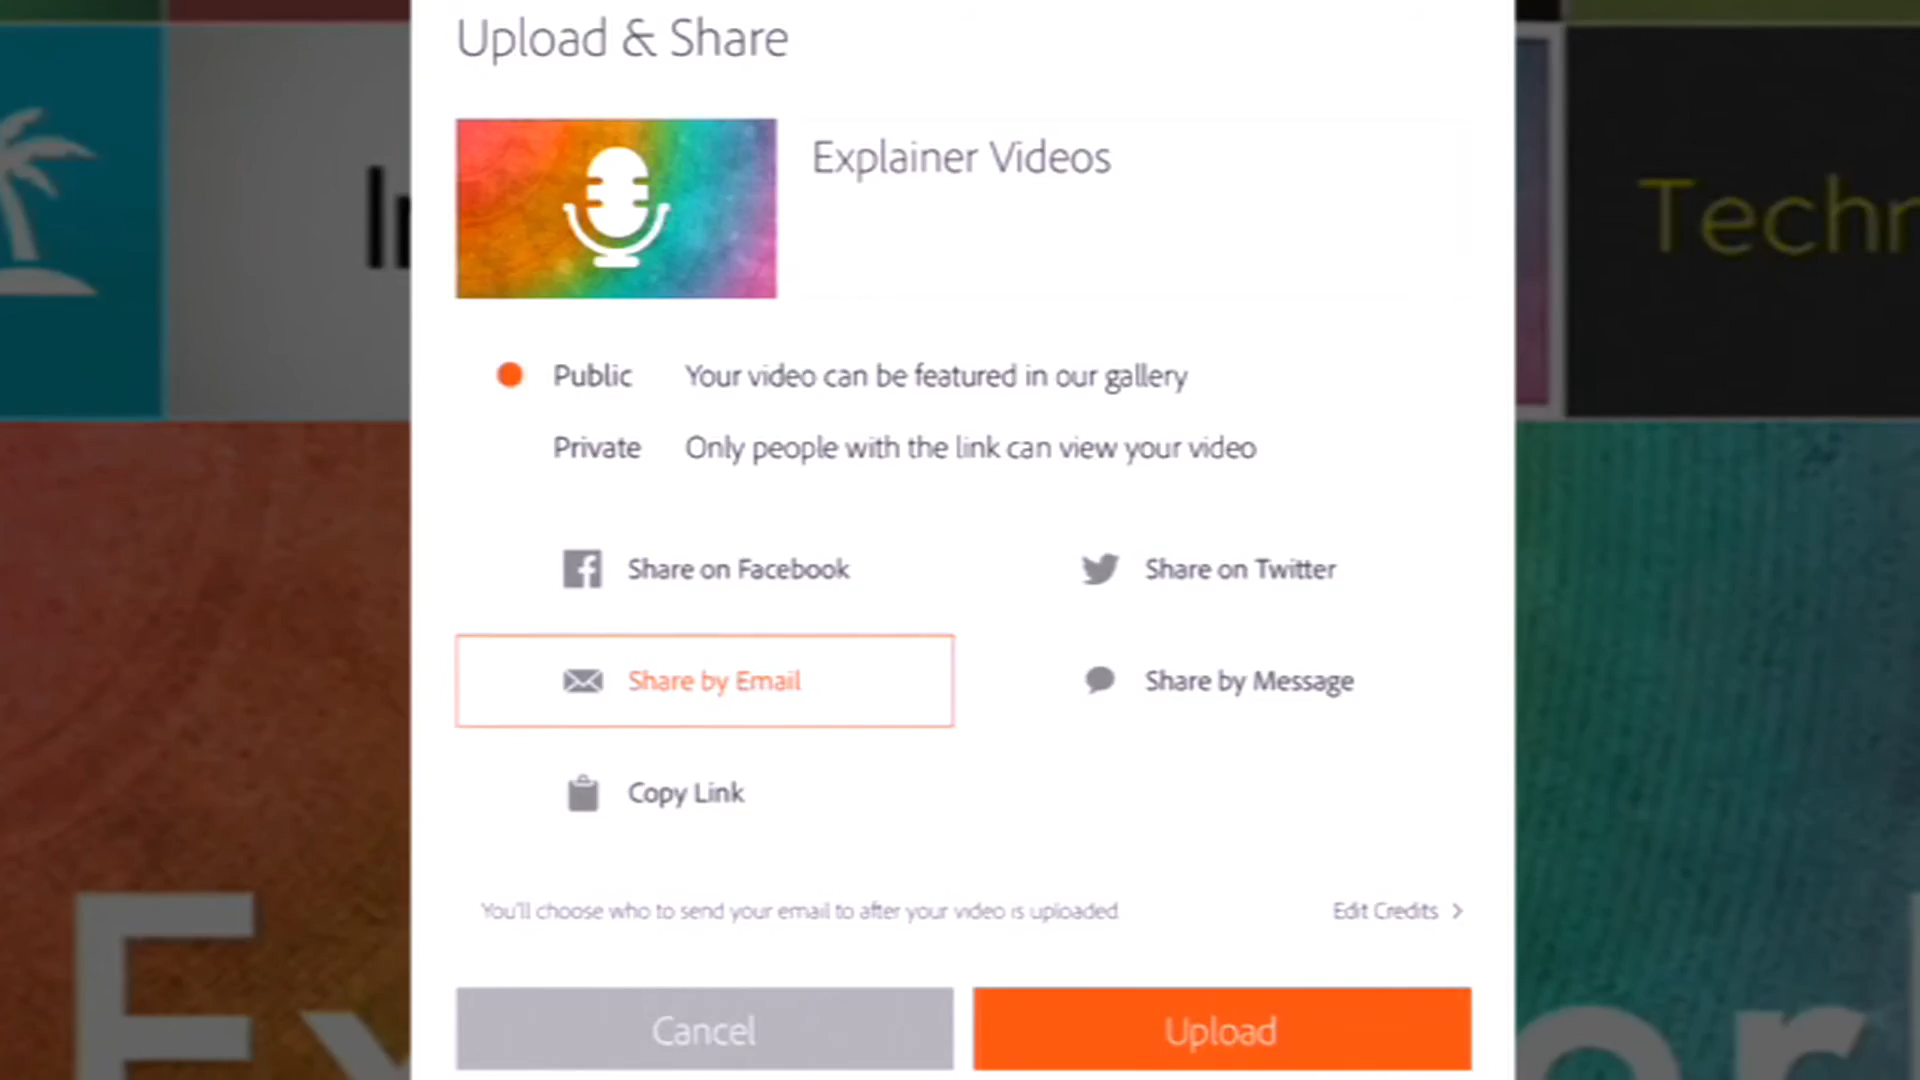 Upload & Share
Explainer Videos
Public Your video can be featured in our gallery
Private Only people with the link can view your video
Share on Facebook
Share on Twitter
Share by Email
Share by Message
Copy Link
You'll choose who to send your email to after your video is uploaded
Edit Credits >
Cancel
Upload